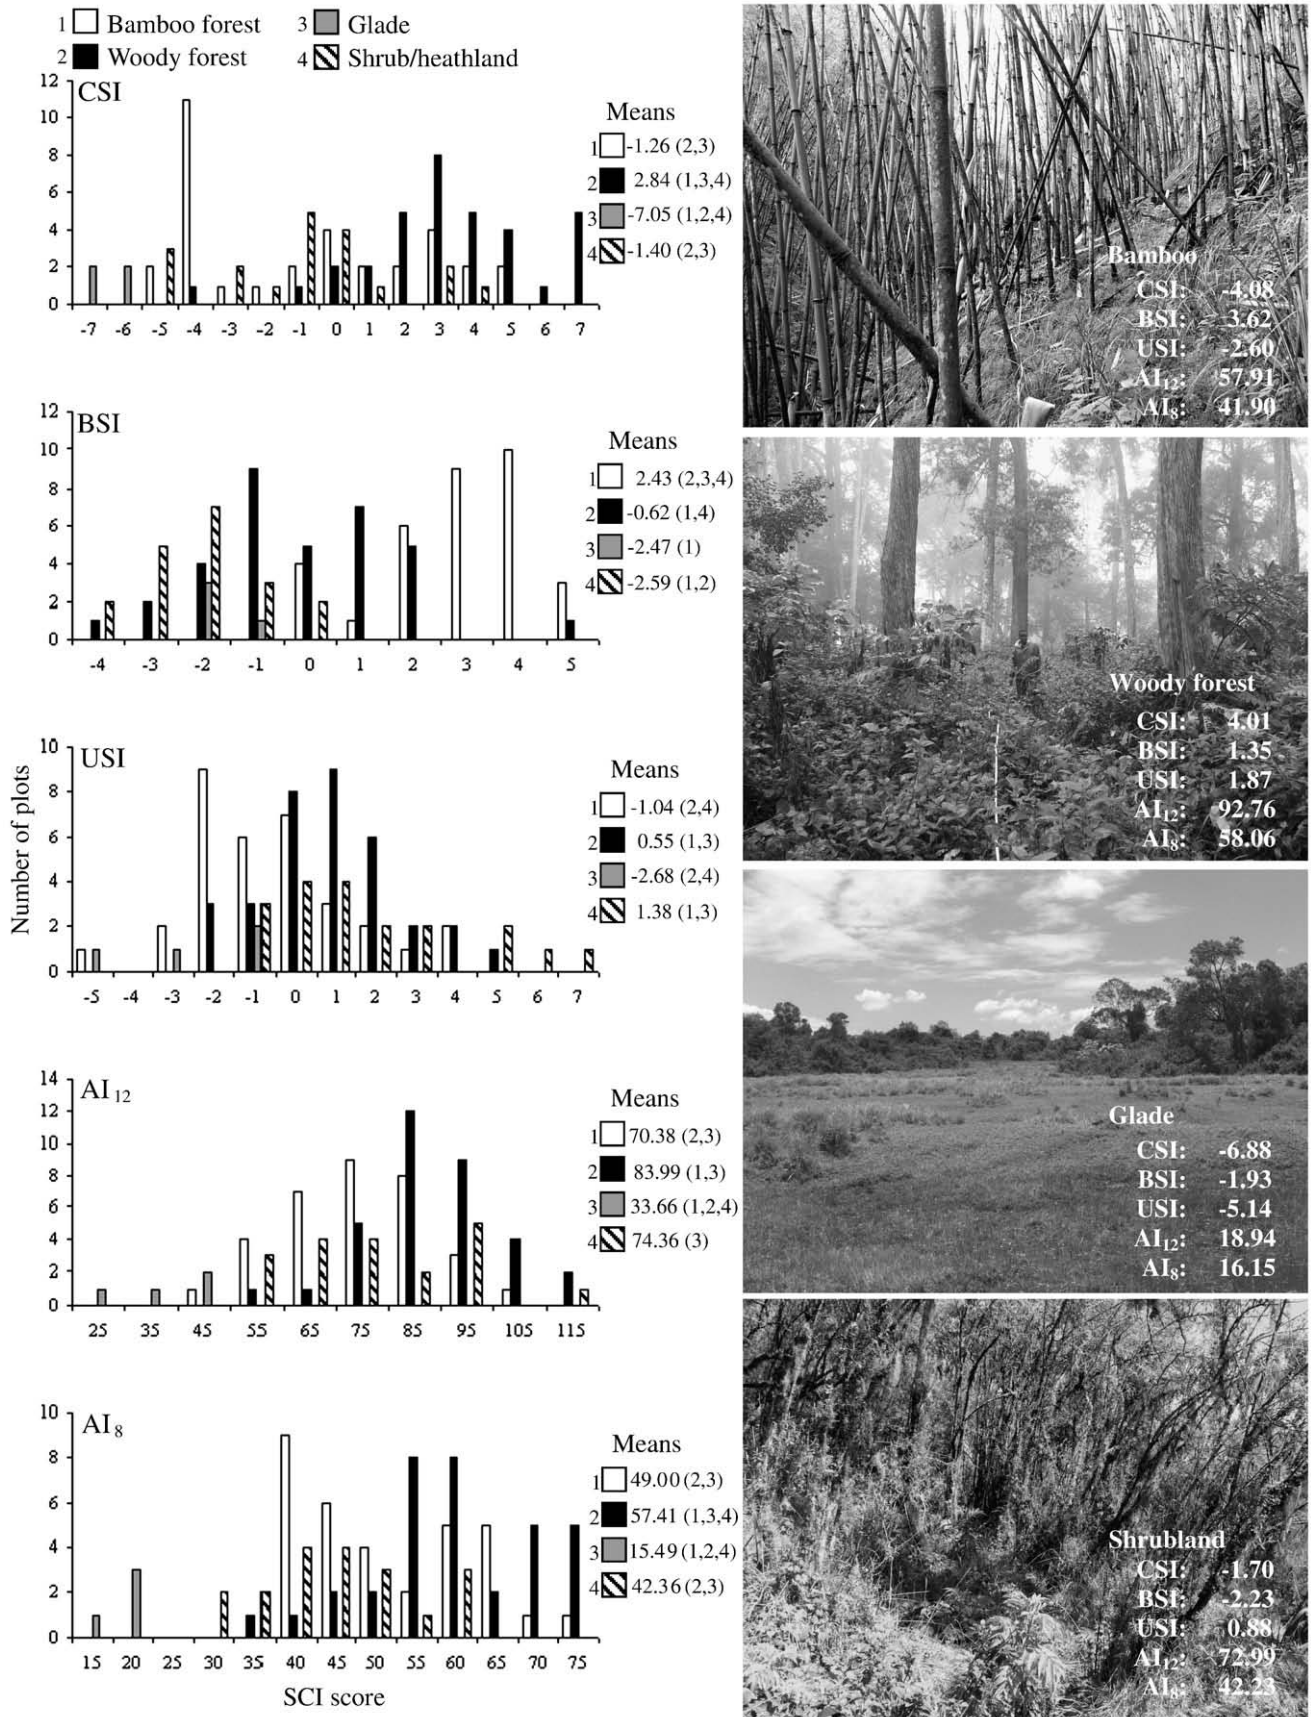 1 Bamboo forest 3 Glade
2 Woody forest 4 Shrub/heathland
CSI
12
10
8
6
4
2
0
-7 -6 -5 -4 -3 -2 -1 0 1 2 3 4 5 6 7
Means
1 -1.26 (2,3)
2 2.84 (1,3,4)
3 -7.05 (1,2,4)
4 -1.40 (2,3)
BSI
12
10
8
6
4
2
0
-4 -3 -2 -1 0 1 2 3 4 5
Means
1 2.43 (2,3,4)
2 -0.62 (1,4)
3 -2.47 (1)
4 -2.59 (1,2)
Number of plots
USI
10
8
6
4
2
0
-5 -4 -3 -2 -1 0 1 2 3 4 5 6 7
Means
1 -1.04 (2,4)
2 0.55 (1,3)
3 -2.68 (2,4)
4 1.38 (1,3)
AI12
14
12
10
8
6
4
2
0
25 35 45 55 65 75 85 95 105 115
Means
1 70.38 (2,3)
2 83.99 (1,3)
3 33.66 (1,2,4)
4 74.36 (3)
AI8
10
8
6
4
2
0
15 20 25 30 35 40 45 50 55 60 65 70 75
Means
1 49.00 (2,3)
2 57.41 (1,3,4)
3 15.49 (1,2,4)
4 42.36 (2,3)
SCI score
Bamboo
CSI: -4.08
BSI: 3.62
USI: -2.60
AI12: 57.91
AI8: 41.90
Woody forest
CSI: 4.01
BSI: 1.35
USI: 1.87
AI12: 92.76
AI8: 58.06
Glade
CSI: -6.88
BSI: -1.93
USI: -5.14
AI12: 18.94
AI8: 16.15
Shrubland
CSI: -1.70
BSI: -2.23
USI: 0.88
AI12: 72.99
AI8: 42.23